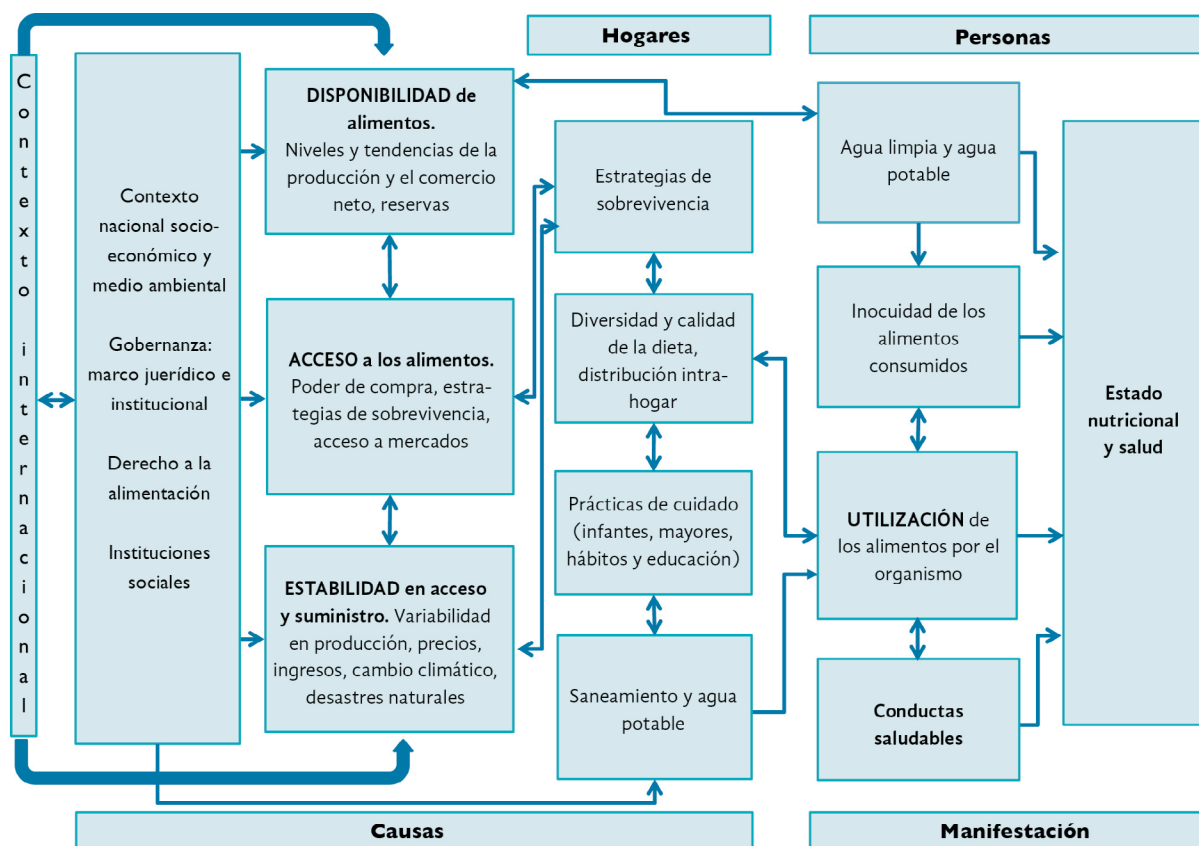 Hogares
Personas
Contexto internacional
Contexto
nacional socio-
económico y
medio ambiental
Gobernanza:
marco juerídico e
institucional
Derecho a la
alimentación
Instituciones
sociales
DISPONIBILIDAD de
alimentos.
Niveles y tendencias de la
producción y el comercio
neto, reservas
ACCESO a los alimentos.
Poder de compra, estra-
tegias de sobrevivencia,
acceso a mercados
ESTABILIDAD en acceso
y suministro. Variabilidad
en producción, precios,
ingresos, cambio climático,
desastres naturales
Estrategias de
sobrevivencia
Diversidad y calidad
de la dieta,
distribución intra-
hogar
Prácticas de cuidado
(infantes, mayores,
hábitos y educación)
Saneamiento y agua
potable
Agua limpia y agua
potable
Inocuidad de los
alimentos
consumidos
UTILIZACIÓN de
los alimentos por el
organismo
Conductas
saludables
Estado
nutricional
y salud
Causas
Manifestación